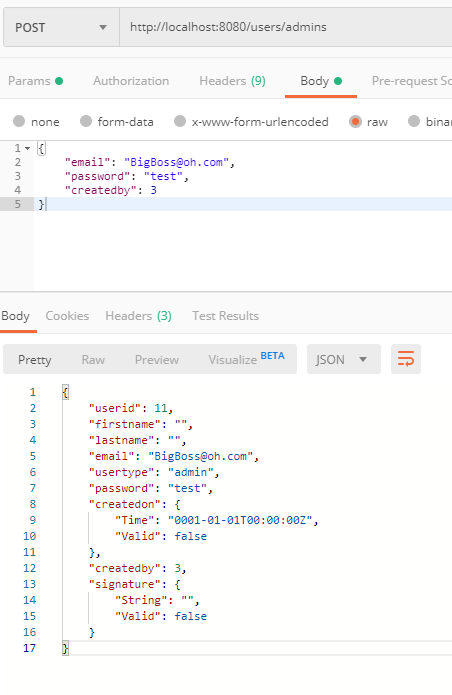 POST http://localhost:8080/users/admins
Params Authorization Headers (9) Body Pre-request Sc
none form-data x-www-form-urlencoded raw binar
1 {
2 "email": "BigBoss@oh.com",
3 "password": "test",
4 "createdby": 3
5 }
Body Cookies Headers (3) Test Results
Pretty Raw Preview Visualize BETA JSON
1 {
2 "userid": 11,
3 "firstname": "",
4 "lastname": "",
5 "email": "BigBoss@oh.com",
6 "usertype": "admin",
7 "password": "test",
8 "createdon": {
9 "Time": "0001-01-01T00:00:00Z",
10 "Valid": false
11 },
12 "createdby": 3,
13 "signature": {
14 "String": "",
15 "Valid": false
16 }
17 }